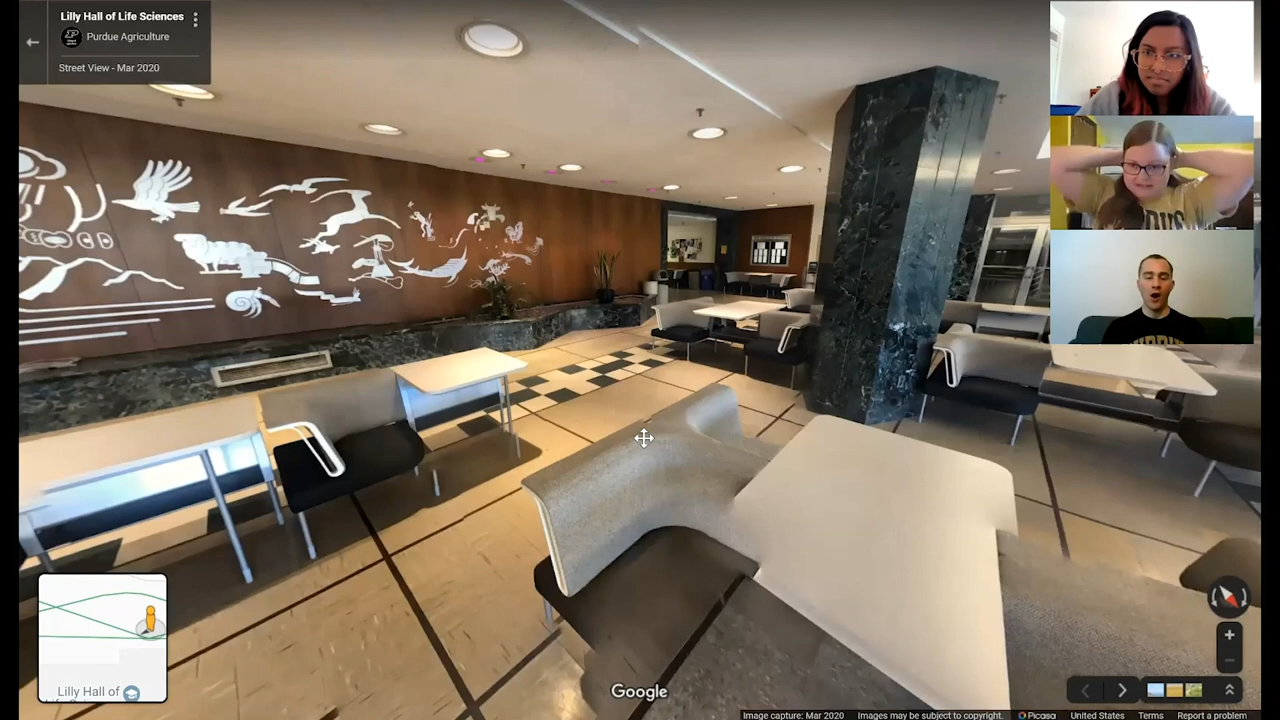 Lilly Hall of Life Sciences
Purdue Agriculture
Street View - Mar 2020
Lilly Hall of
Google
Image capture: Mar 2020 Images may be subject to copyright. Picasa United States Terms Report a problem